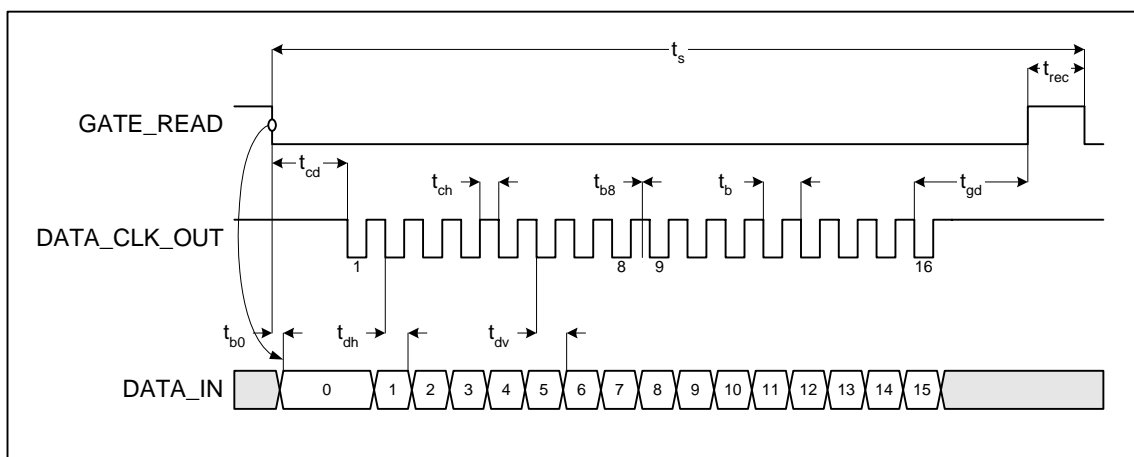 t_s
t_rec
GATE_READ
t_cd
t_ch
t_b8
t_b
t_gd
DATA_CLK_OUT
1
8
9
16
t_b0
t_dh
t_dv
DATA_IN
0 1 2 3 4 5 6 7 8 9 10 11 12 13 14 15